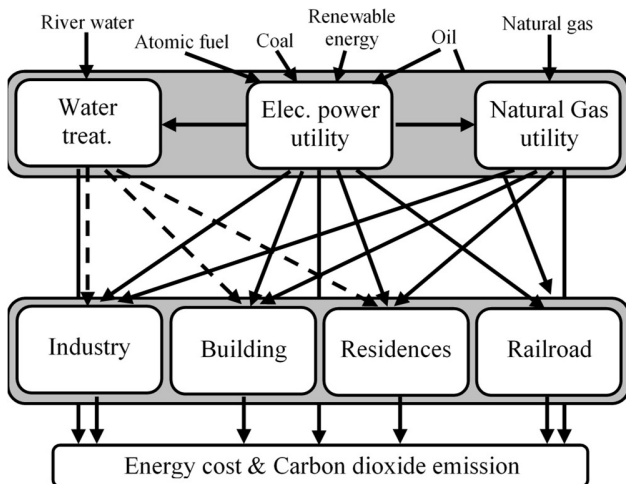 River water
Atomic fuel
Coal
Renewable
energy
Oil
Natural gas
Water
treat.
Elec. power
utility
Natural Gas
utility
Industry
Building
Residences
Railroad
Energy cost & Carbon dioxide emission